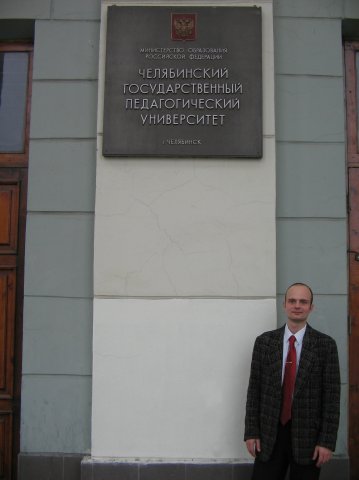 МИНИСТЕРСТВО ОБРАЗОВАНИЯ
РОССИЙСКОЙ ФЕДЕРАЦИИ
ЧЕЛЯБИНСКИЙ
ГОСУДАРСТВЕННЫЙ
ПЕДАГОГИЧЕСКИЙ
УНИВЕРСИТЕТ
г. ЧЕЛЯБИНСК